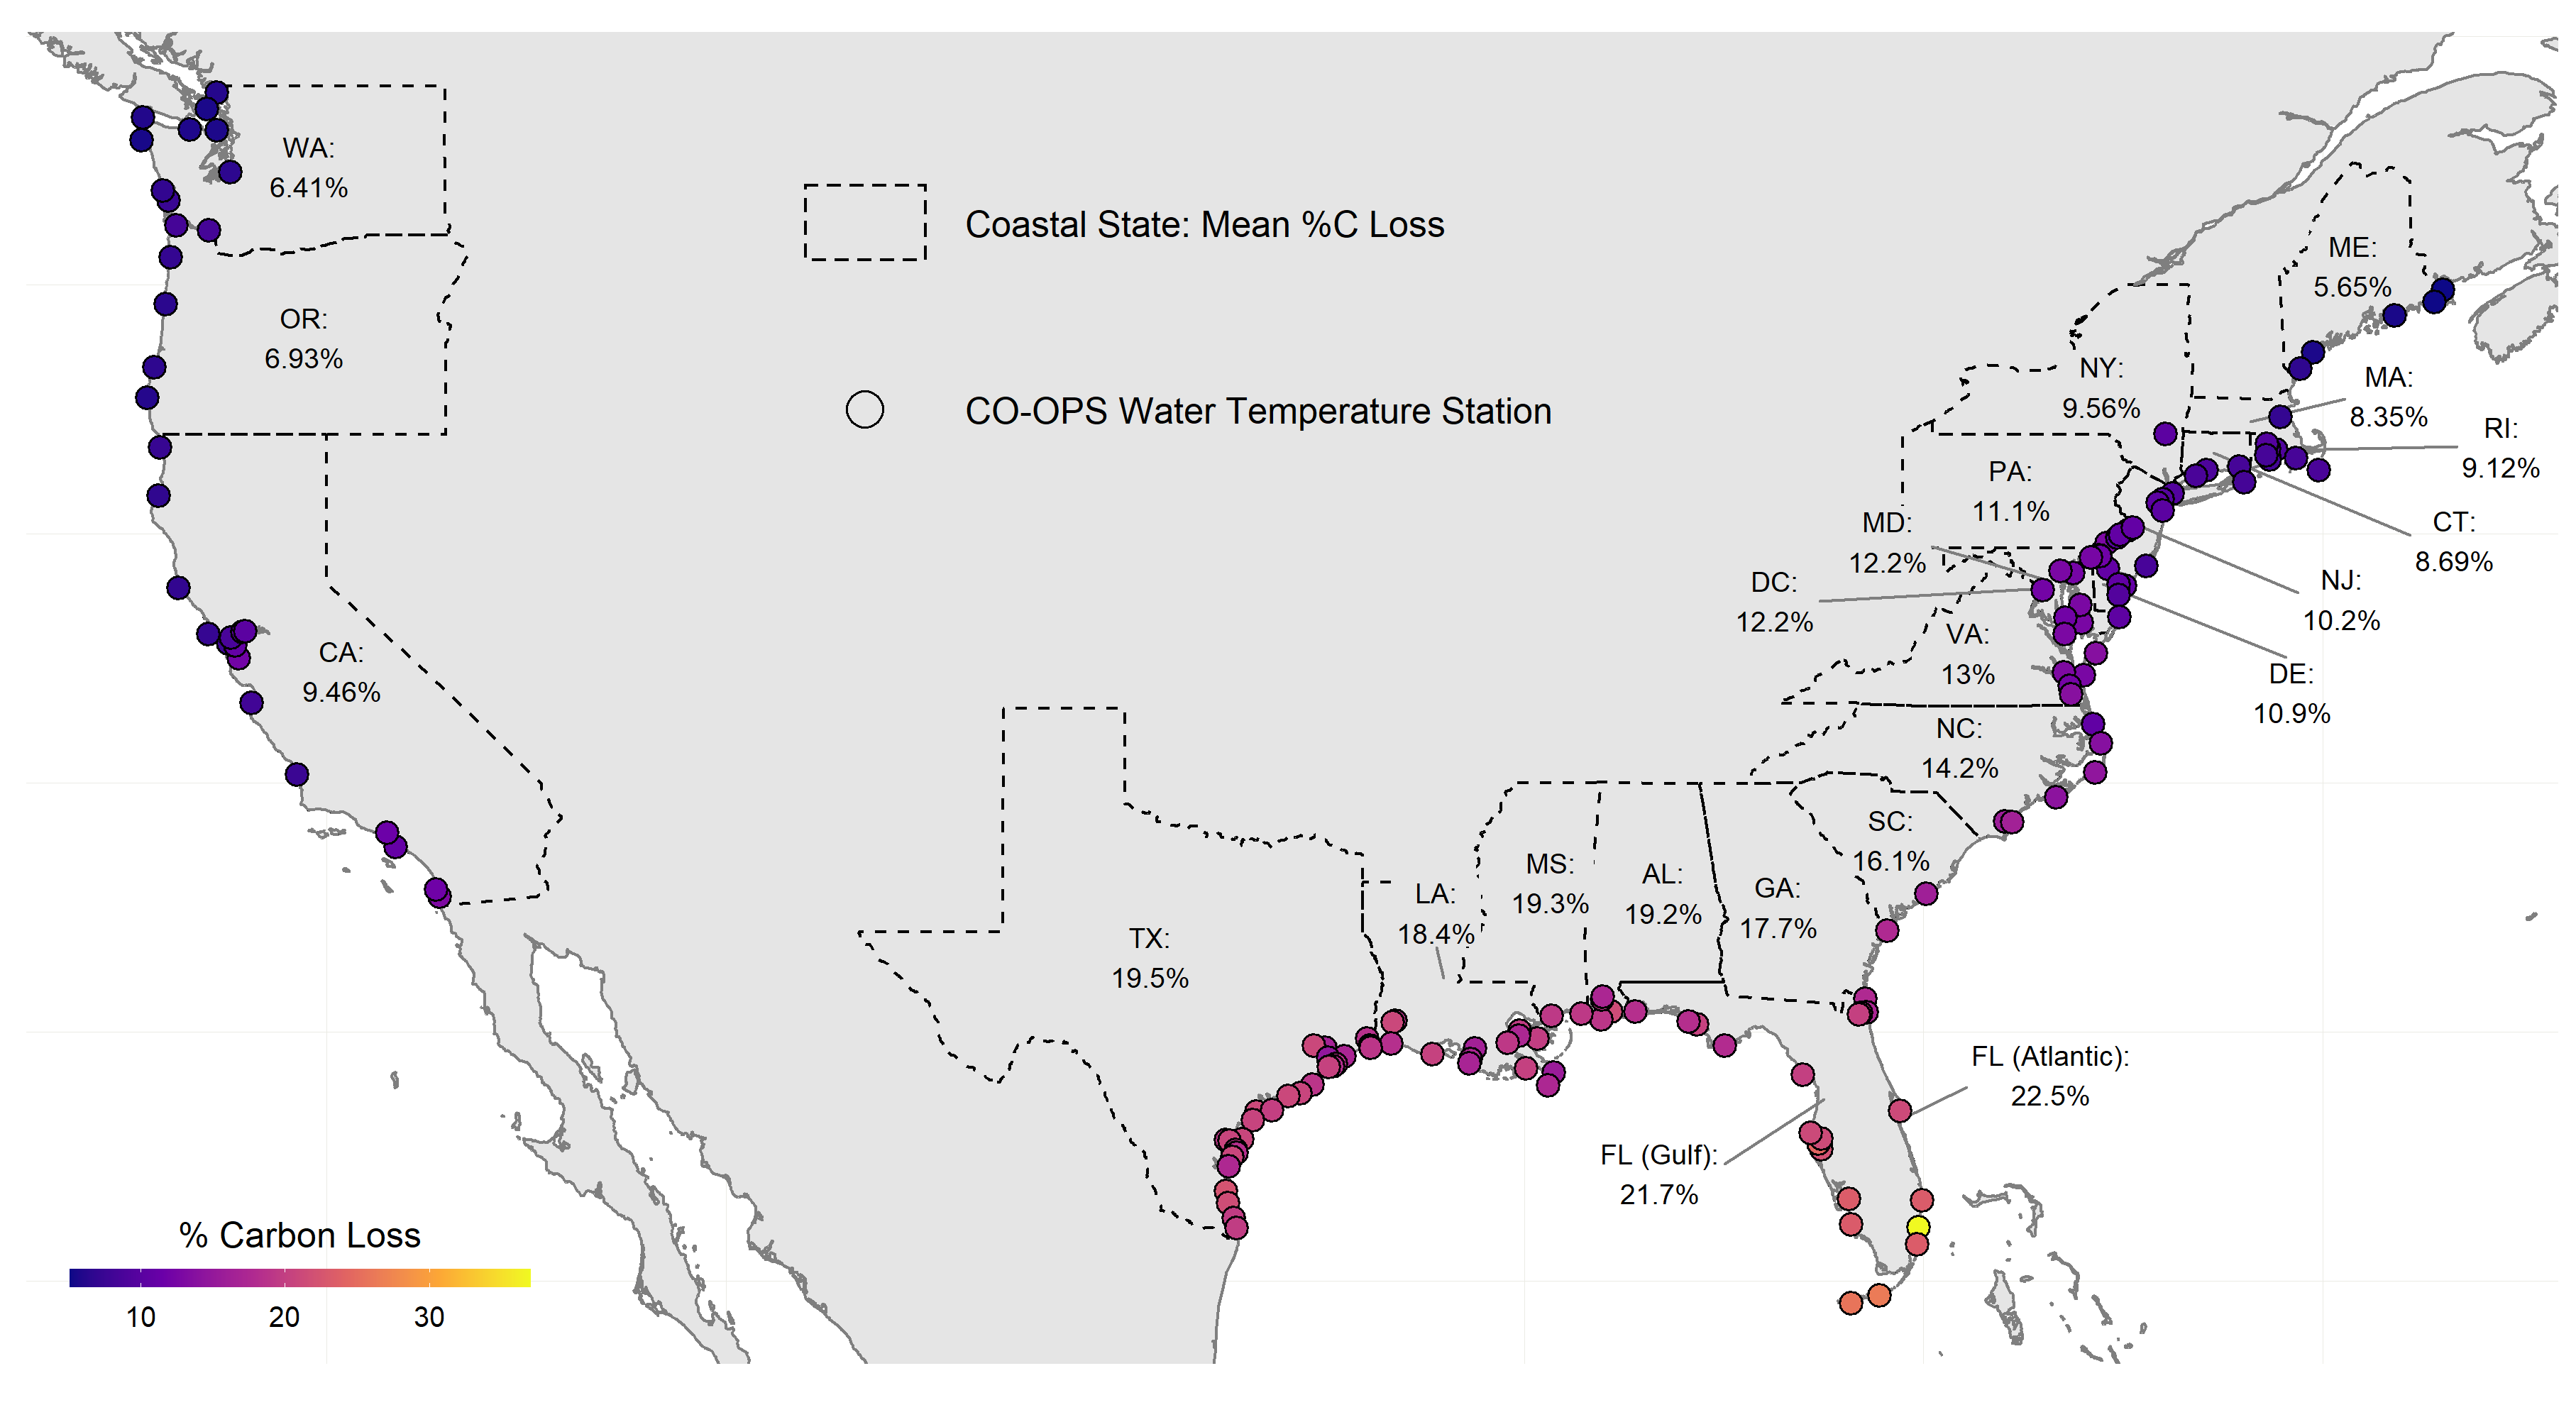 WA:
6.41%
Coastal State: Mean %C Loss
ME:
5.65%
OR:
6.93%
NY:
9.56%
MA:
8.35%
CO-OPS Water Temperature Station
RI:
9.12%
PA:
11.1%
MD:
12.2%
CT:
8.69%
DC:
12.2%
NJ:
10.2%
CA:
9.46%
VA:
13%
DE:
10.9%
NC:
14.2%
SC:
16.1%
MS:
19.3%
AL:
19.2%
GA:
17.7%
LA:
18.4%
TX:
19.5%
FL (Atlantic):
22.5%
FL (Gulf):
21.7%
% Carbon Loss
10 20 30